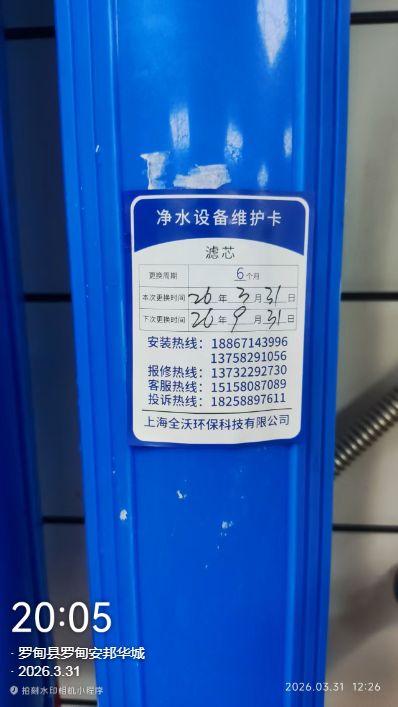 净水设备维护卡
滤芯
更换周期 6个月
本次更换时间 26年3月31日
下次更换时间 26年9月31日
安装热线：18867143996
13758291056
报修热线：13732292730
客服热线：15158087089
投诉热线：18258897611
上海全沃环保科技有限公司
20:05
· 罗甸县罗甸安邦华城
· 2026.3.31
拍刻水印相机小程序
2026.03.31 12:26